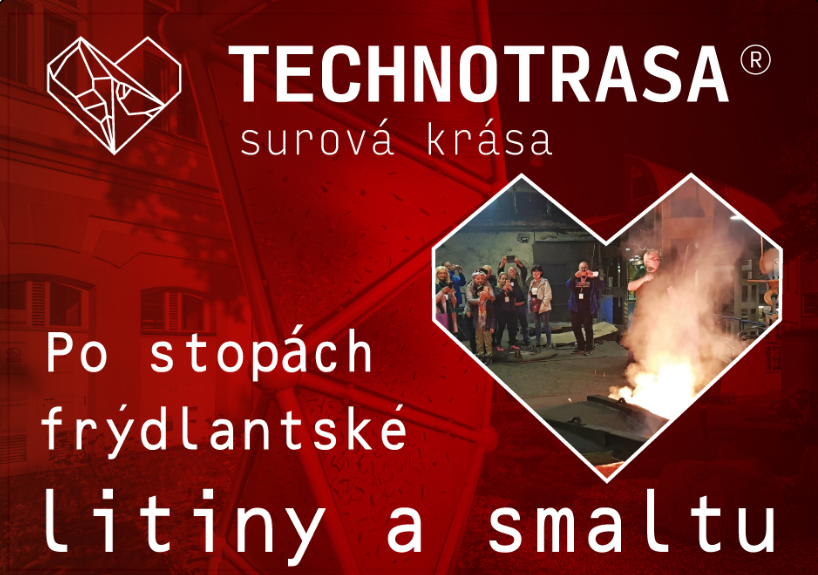 TECHNOTRASA®
surová krása
Po stopách
frýdlantské
litiny a smaltu